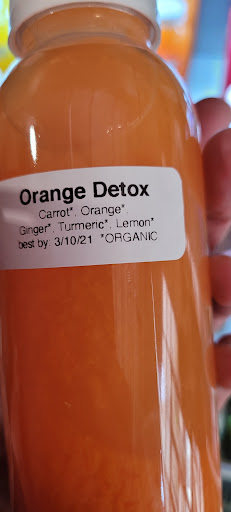 Orange Detox
Carrot*, Orange*,
Ginger*, Turmeric*, Lemon*
best by: 3/10/21 *ORGANIC